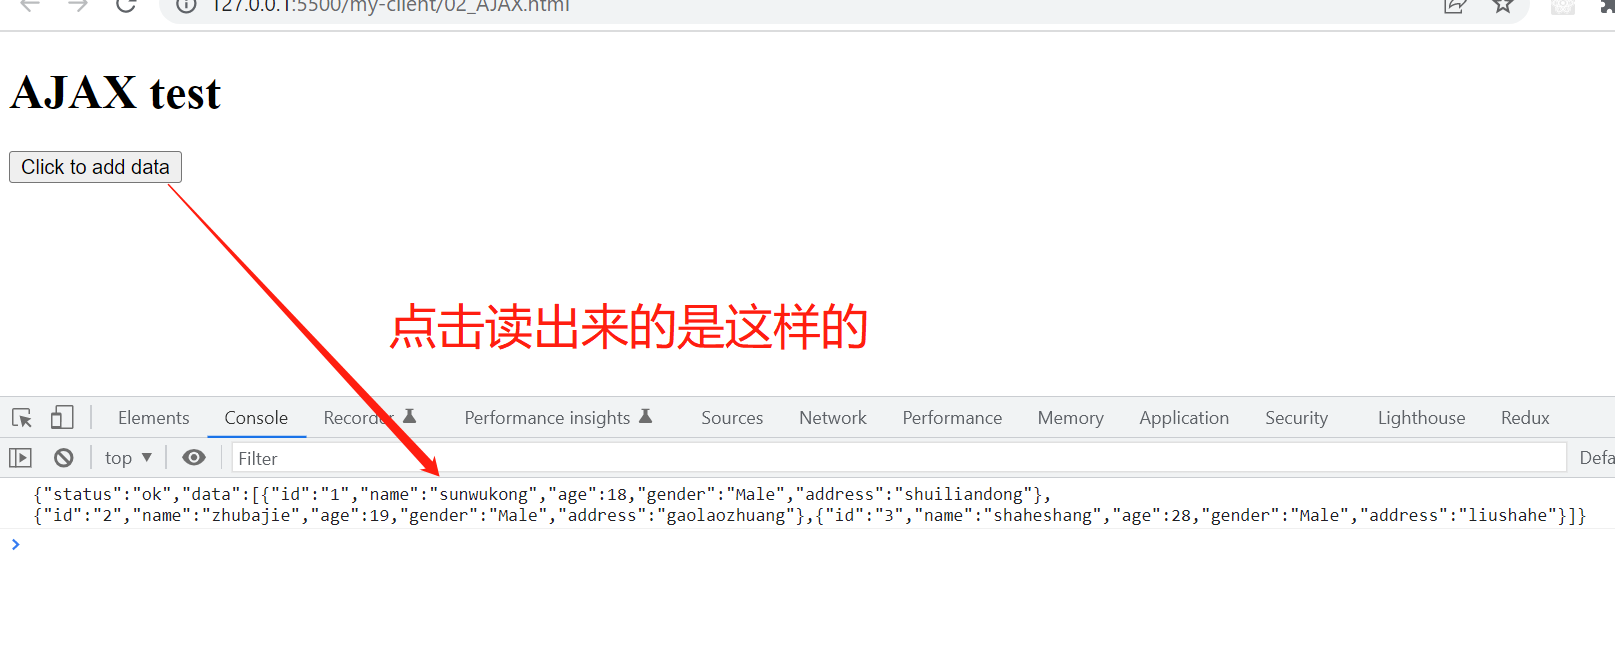 127.0.0.1:5500/my-client/02_AJAX.html
AJAX test
Click to add data
点击读出来的是这样的
Elements Console Recorder Performance insights Sources Network Performance Memory Application Security Lighthouse Redux
top Filter Defa
{"status":"ok","data":[{"id":"1","name":"sunwukong","age":18,"gender":"Male","address":"shuiliandong"},
{"id":"2","name":"zhubajie","age":19,"gender":"Male","address":"gaolaozhuang"},{"id":"3","name":"shaheshang","age":28,"gender":"Male","address":"liushahe"}]}